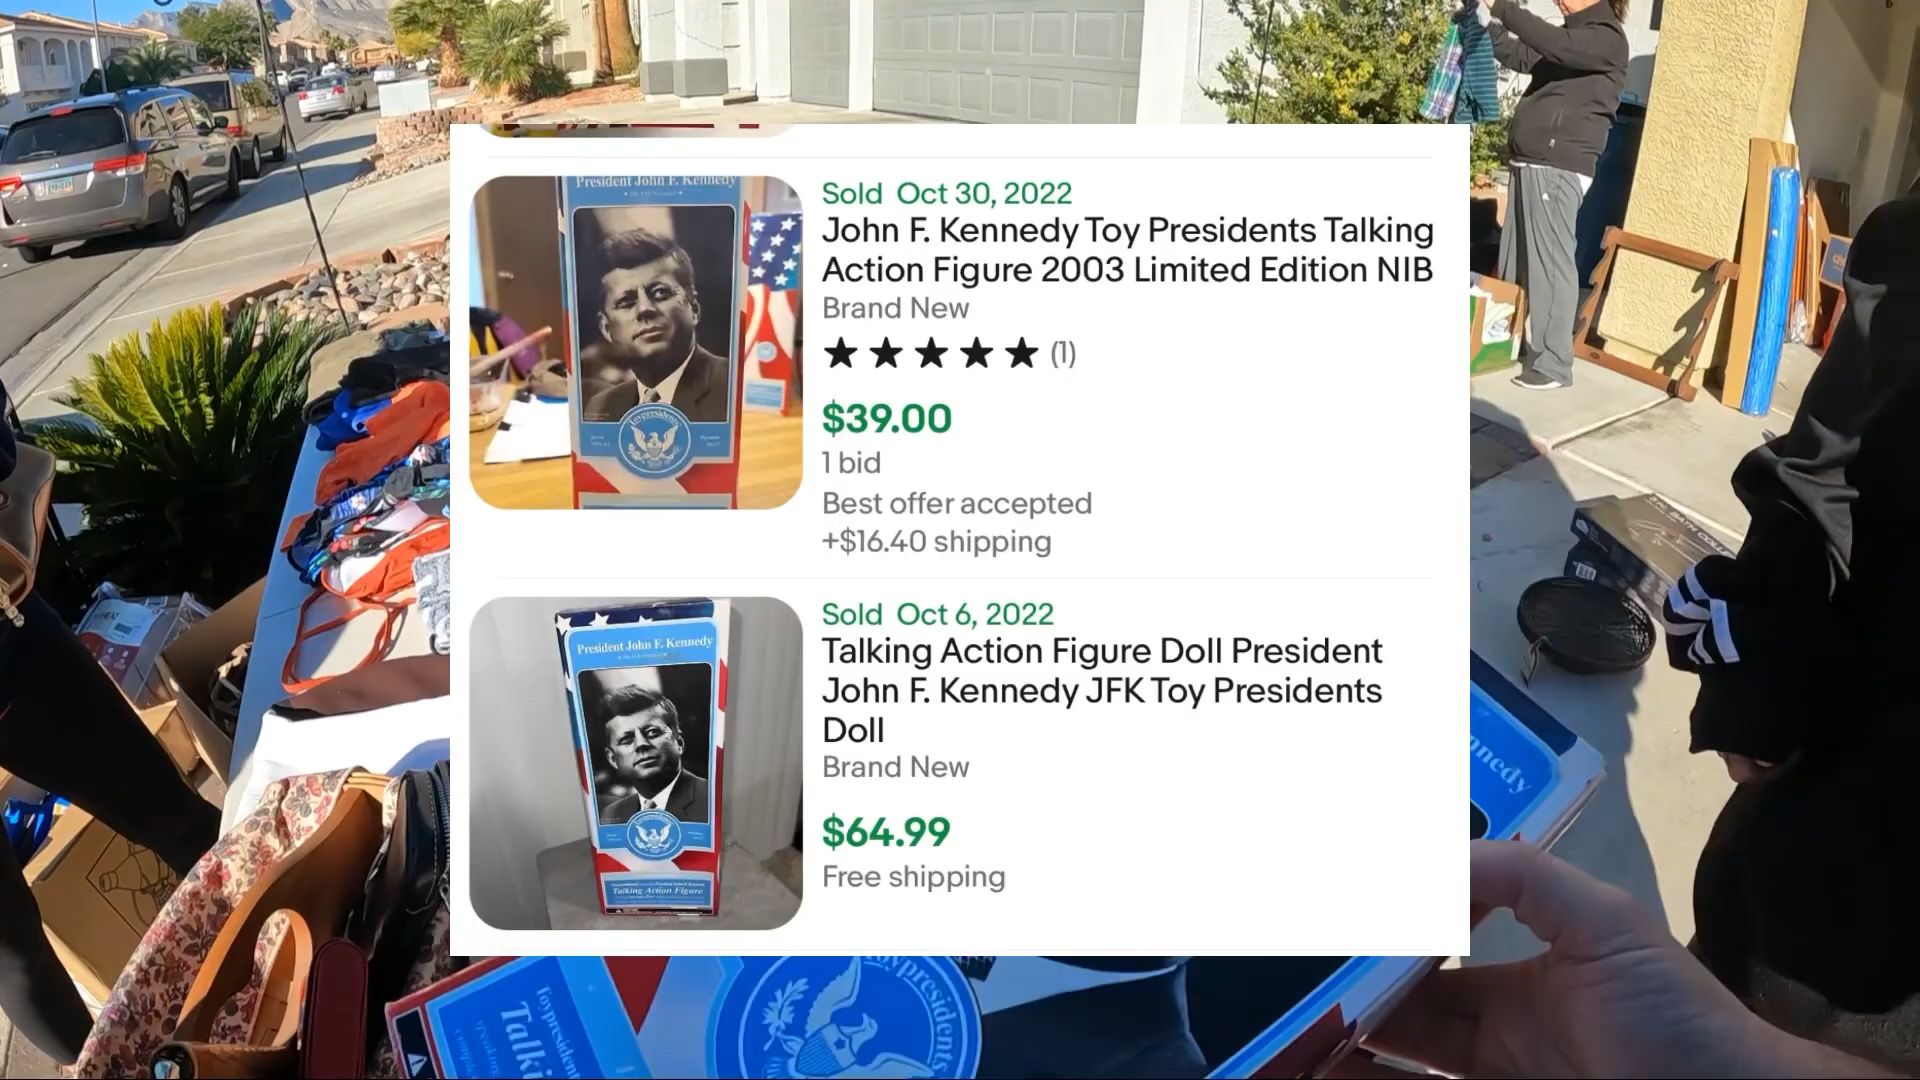 President John F. Kennedy
Toypresidents
Sold Oct 30, 2022
John F. Kennedy Toy Presidents Talking
Action Figure 2003 Limited Edition NIB
Brand New
(1)
$39.00
1 bid
Best offer accepted
+$16.40 shipping
President John F. Kennedy
Toypresidents
Talking Action Figure
Sold Oct 6, 2022
Talking Action Figure Doll President
John F. Kennedy JFK Toy Presidents
Doll
Brand New
$64.99
Free shipping
BATH
nnedy
Toypresiden
Talki
Toypresidents